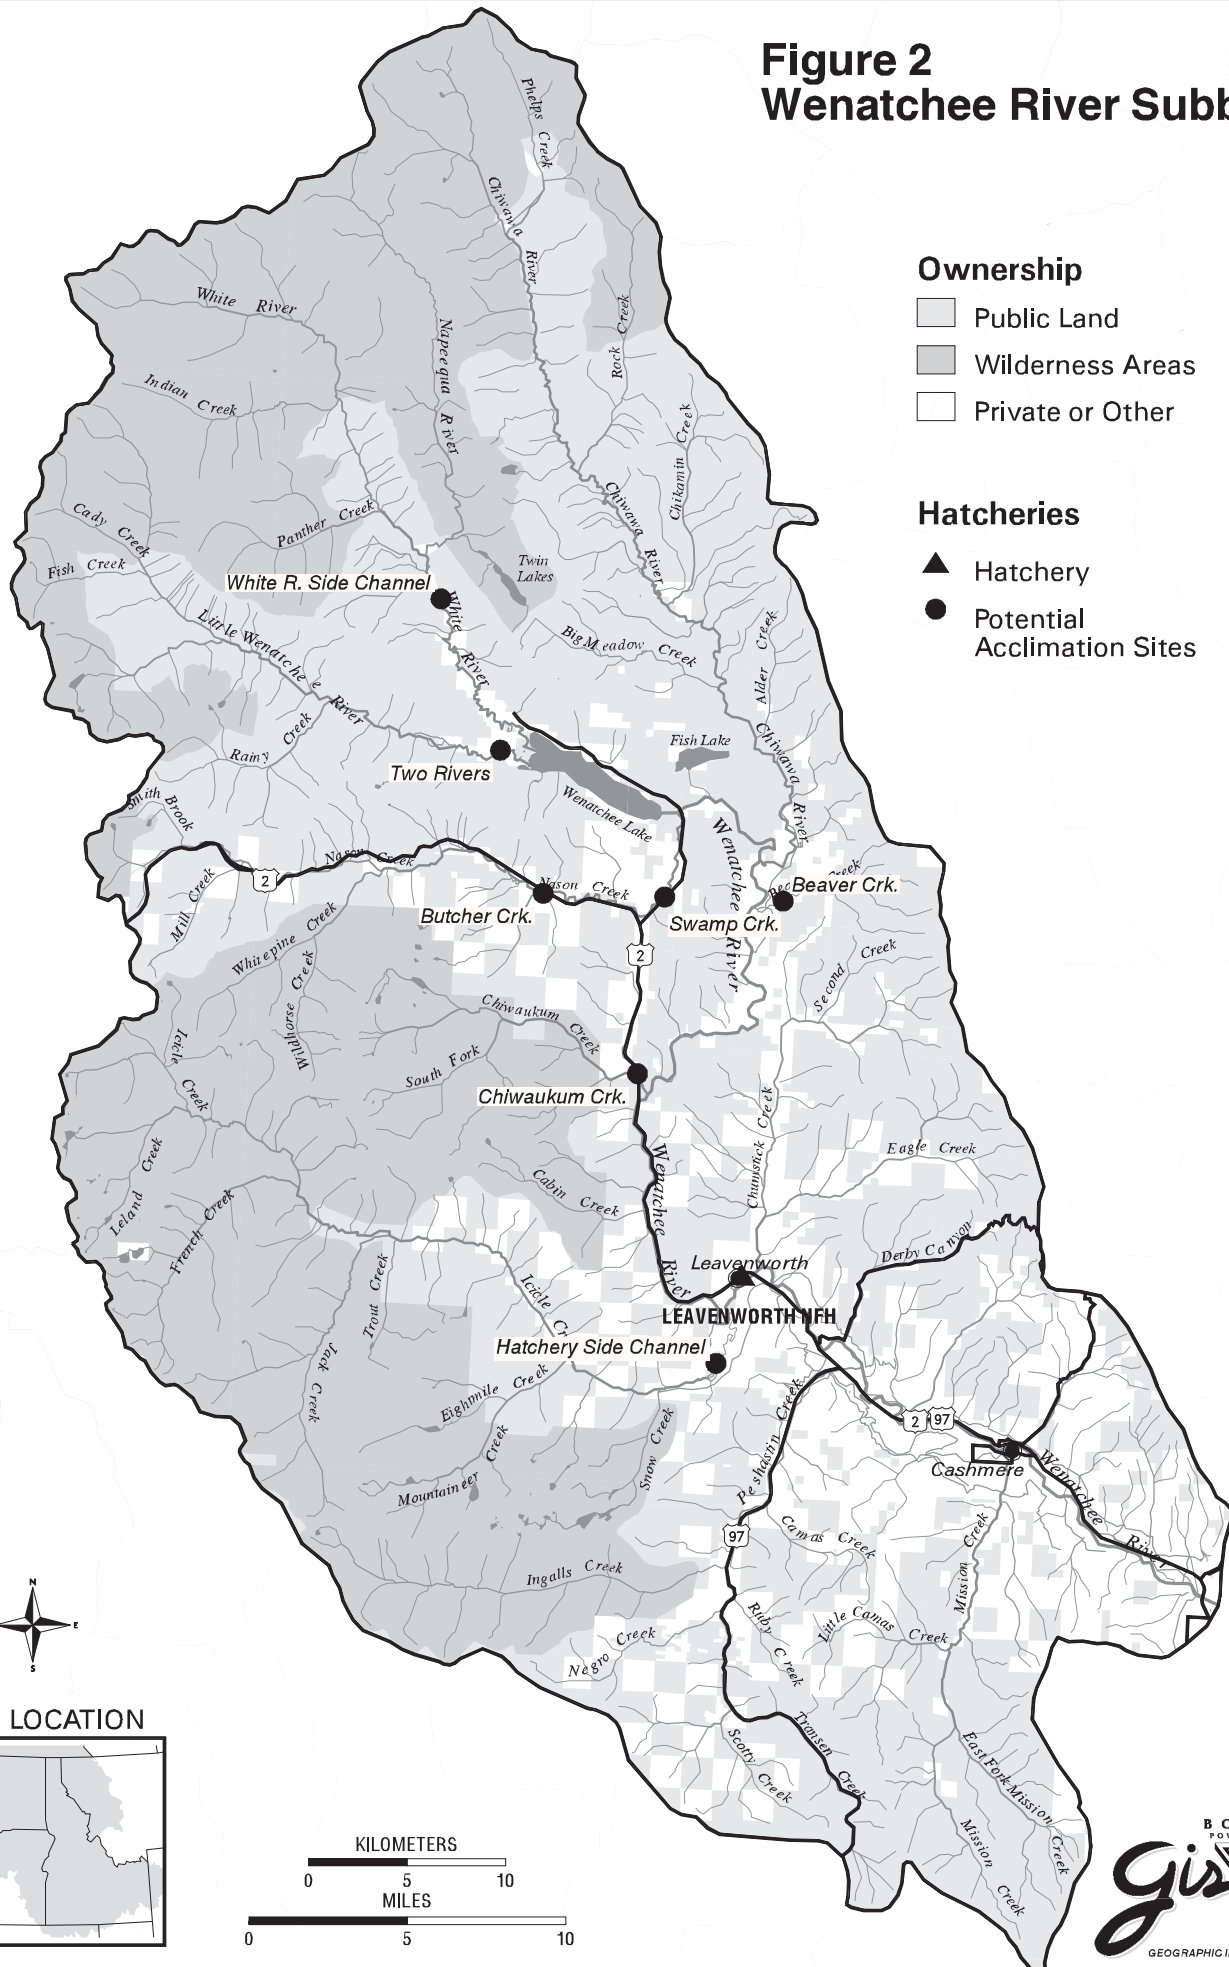 Figure 2
Wenatchee River Subb
Ownership
Public Land
Wilderness Areas
Private or Other
Hatcheries
Hatchery
Potential
Acclimation Sites
Phelps Creek
Chiwawa River
White River
Napeequa River
Rock Creek
Indian Creek
Chikamin Creek
Chiwawa River
Cady Creek
Panther Creek
Fish Creek
Twin
Lakes
White R. Side Channel
White River
Little Wenatchee River
Big Meadow Creek
Alder Creek
Rainy Creek
Fish Lake
Chiwawa River
Two Rivers
Wenatchee Lake
Smith Brook
Nason Creek
2
Mill Creek
Nason Creek
Wenatchee River
Creek
Beaver Crk.
Butcher Crk.
Swamp Crk.
2
Whitepine Creek
Wildhorse Creek
Second Creek
Chiwaukum Creek
Icicle Creek
South Fork
Chiwaukum Crk.
Chumstick Creek
Eagle Creek
Leland Creek
French Creek
Cabin Creek
Wenatchee River
Derby Canyon
Trout Creek
Leavenworth
Icicle Cr
LEAVENWORTH NFH
Hatchery Side Channel
Jack Creek
Eightmile Creek
Peshastin Creek
2
97
Mountaineer Creek
Snow Creek
Cashmere
Wenatchee River
97
Camas Creek
Mission Creek
Ingalls Creek
Ruby Creek
Little Camas Creek
Negro Creek
N
E
S
LOCATION
Scotty Creek
Transen Creek
East Fork Mission Creek
Mission Creek
KILOMETERS
0 5 10
MILES
0 5 10
B O
PO
Gis
GEOGRAPHIC I